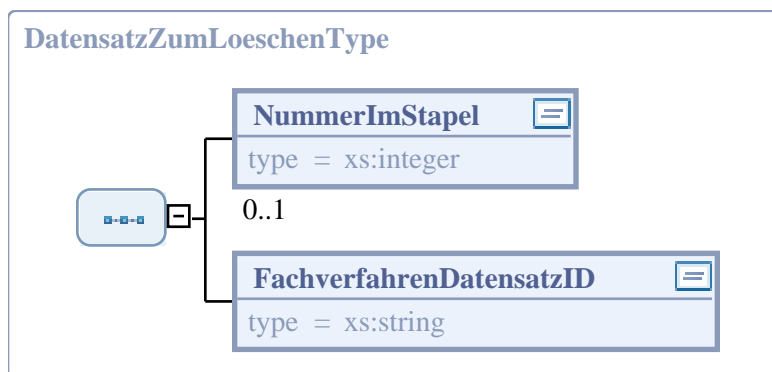 DatensatzZumLoeschenType
NummerImStapel
type = xs:integer
0..1
FachverfahrenDatensatzID
type = xs:string